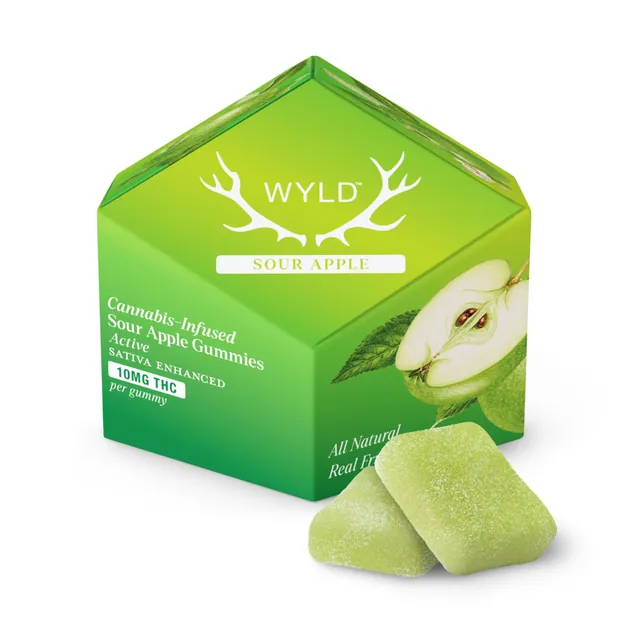 WYLD™
SOUR APPLE
Cannabis-Infused
Sour Apple Gummies
Active
SATIVA ENHANCED
10MG THC
per gummy
All Natural
Real